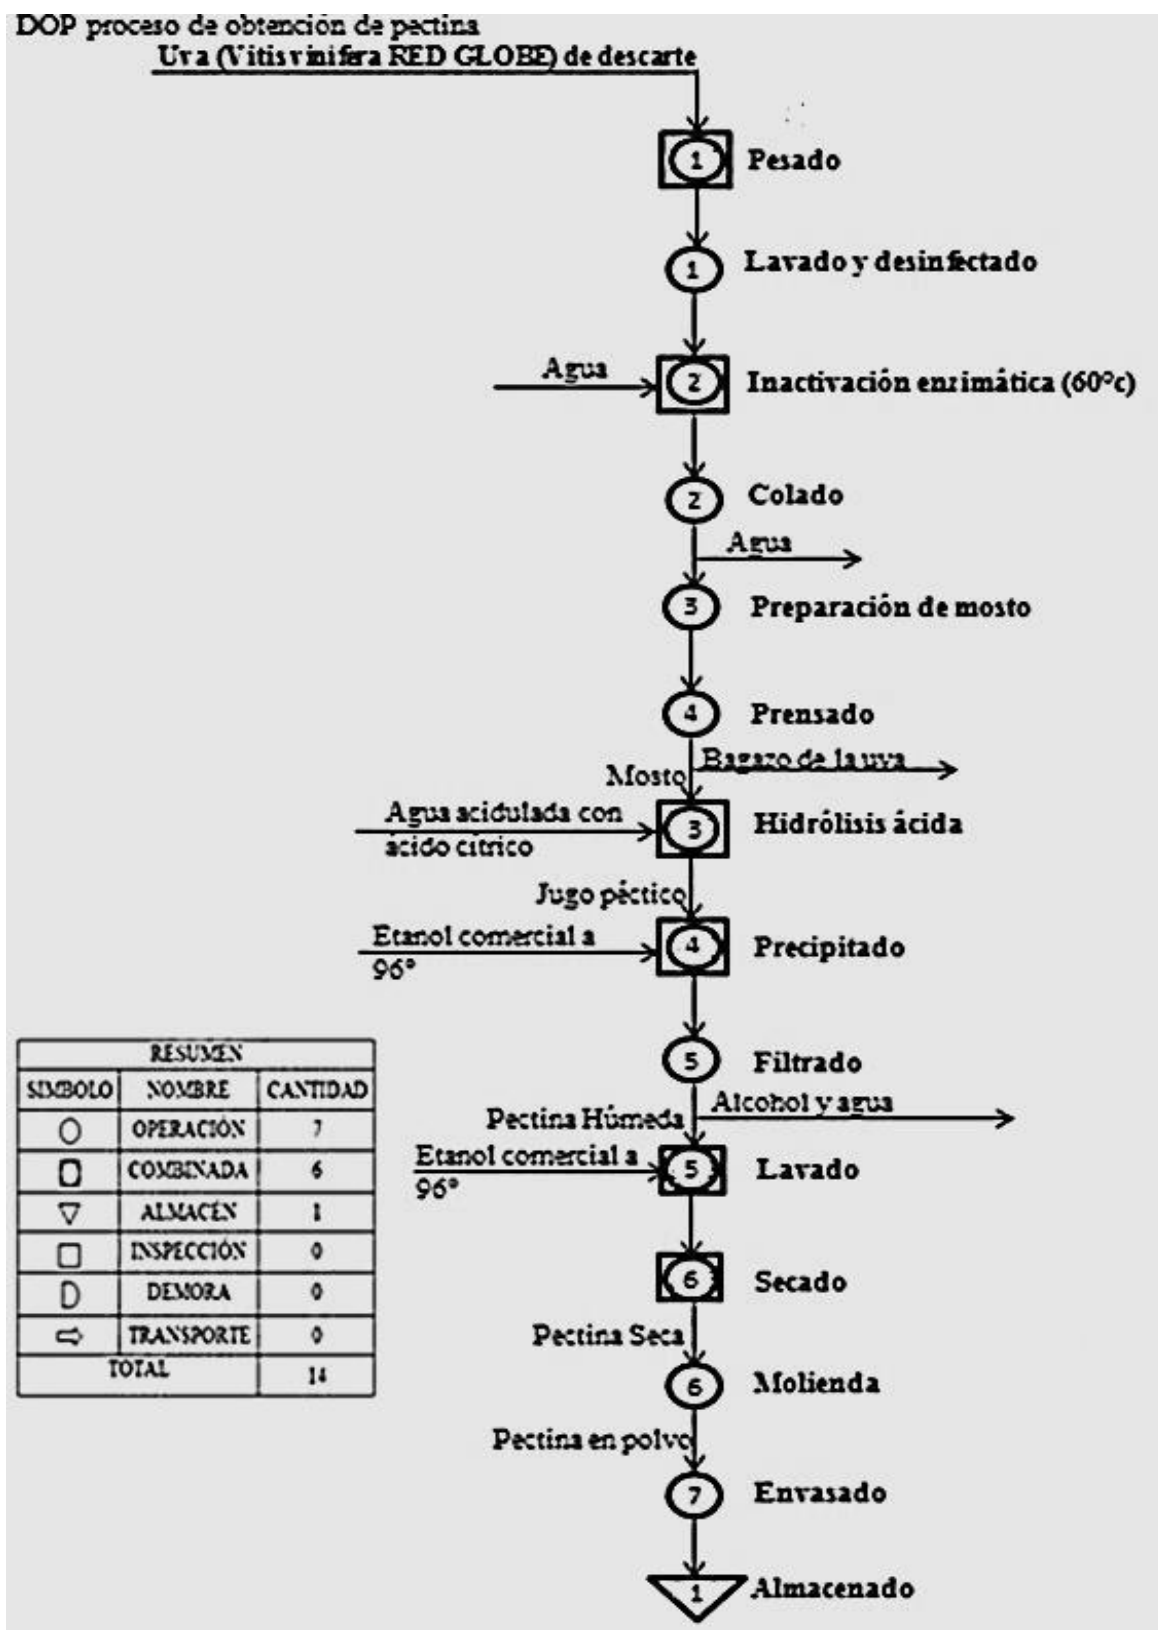 DOP proceso de obtención de pectina
Uva (Vitis vinifera RED GLOBE) de descarte
1 Pesado
1 Lavado y desinfectado
Agua
2 Inactivación enzimática (60°c)
2 Colado
Agua
3 Preparación de mosto
4 Prensado
Bagazo de la uva
Mosto
Agua acidulada con
ácido cítrico
3 Hidrólisis ácida
Jugo péctico
Etanol comercial a
96°
4 Precipitado
5 Filtrado
Alcohol y agua
Pectina Húmeda
Etanol comercial a
96°
5 Lavado
6 Secado
Pectina Seca
6 Molienda
Pectina en polvo
7 Envasado
1 Almacenado
RESUMEN
SIMBOLO NOMBRE CANTIDAD
OPERACIÓN 7
COMBINADA 6
ALMACÉN 1
INSPECCIÓN 0
DEMORA 0
TRANSPORTE 0
TOTAL 14